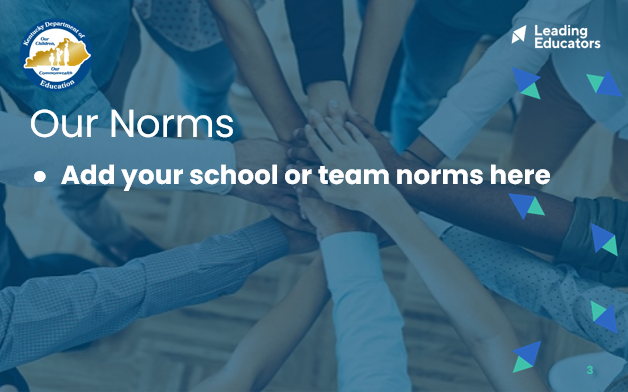 Kentucky Department of
Our
Children,
Our
Commonwealth
Education
Leading
Educators
Our Norms
● Add your school or team norms here
3